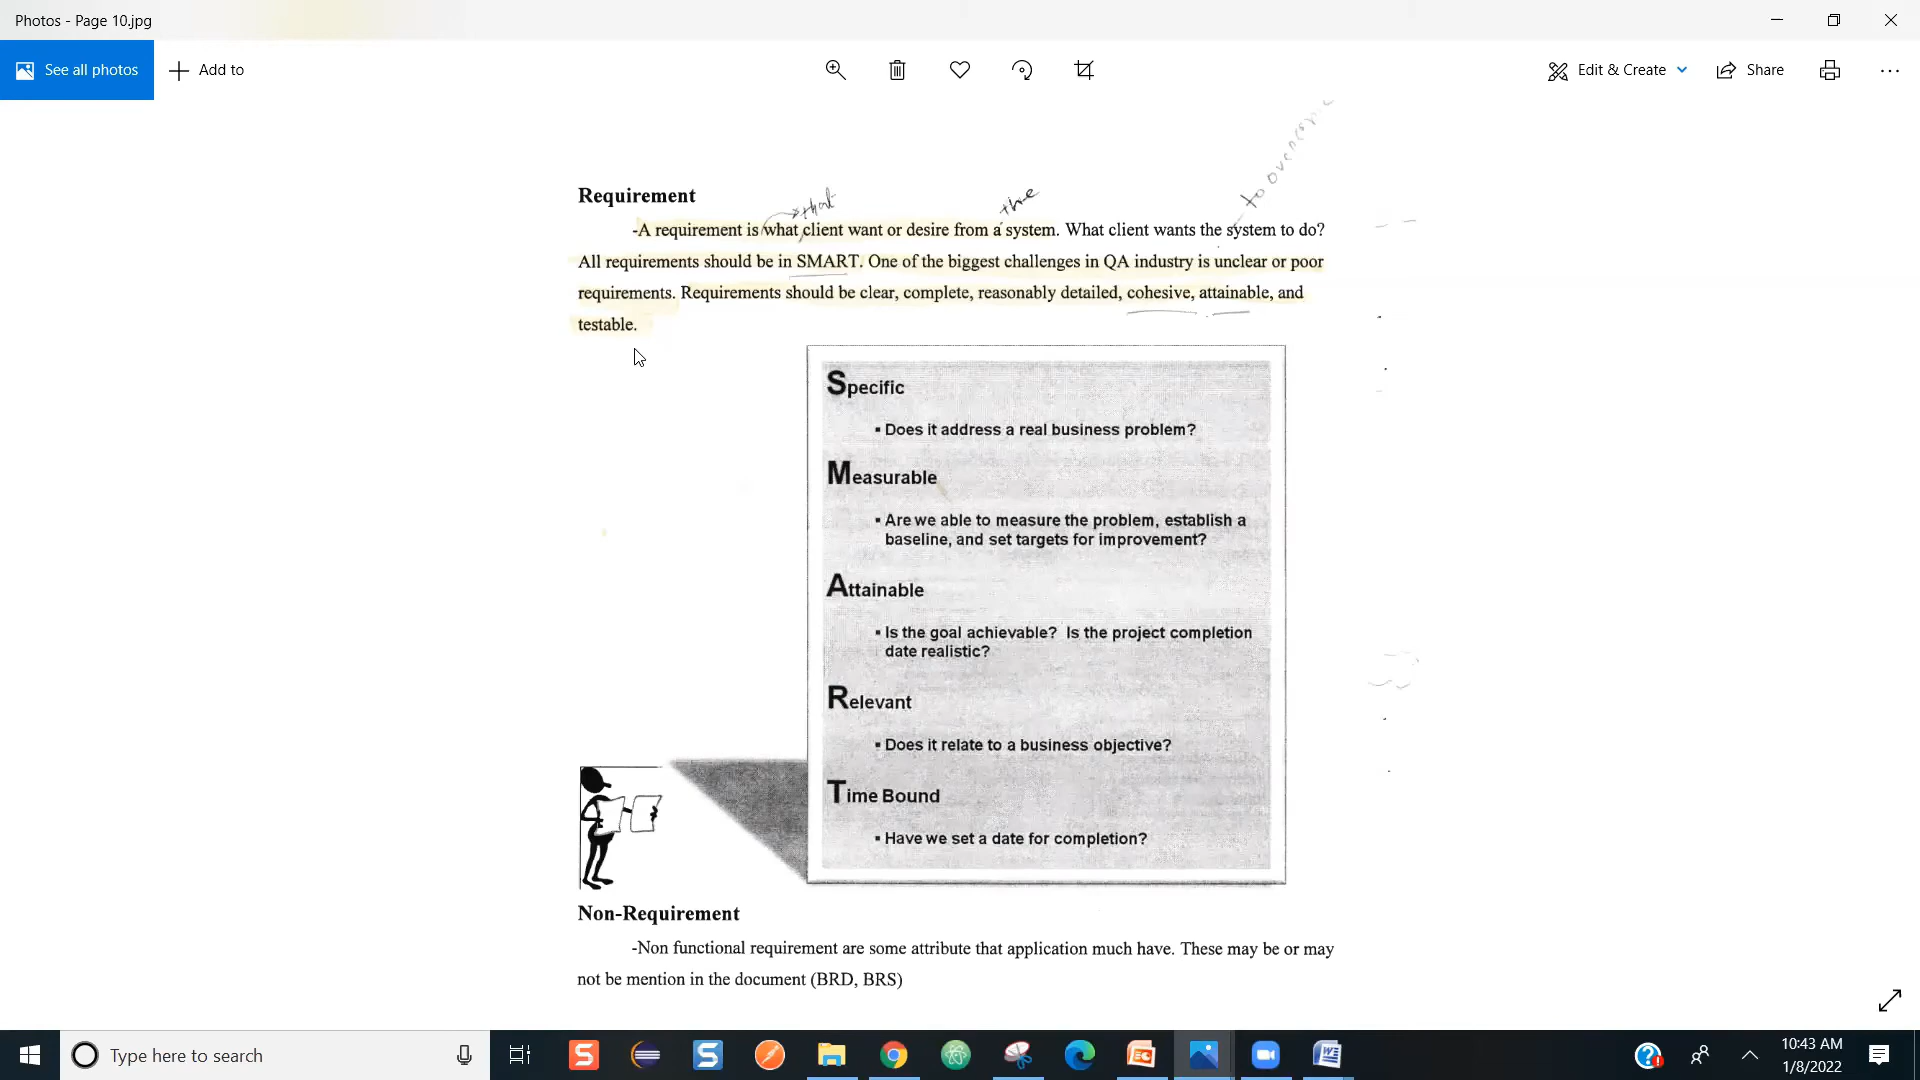 Photos - Page 10.jpg
See all photos
Add to
Edit & Create
Share
to overcome
Requirement
that
the
-A requirement is what client want or desire from a system. What client wants the system to do?
All requirements should be in SMART. One of the biggest challenges in QA industry is unclear or poor
requirements. Requirements should be clear, complete, reasonably detailed, cohesive, attainable, and
testable.
Specific
▪ Does it address a real business problem?
Measurable
▪ Are we able to measure the problem, establish a
baseline, and set targets for improvement?
Attainable
▪ Is the goal achievable? Is the project completion
date realistic?
Relevant
▪ Does it relate to a business objective?
Time Bound
▪ Have we set a date for completion?
Non-Requirement
-Non functional requirement are some attribute that application much have. These may be or may
not be mention in the document (BRD, BRS)
Type here to search
10:43 AM
1/8/2022